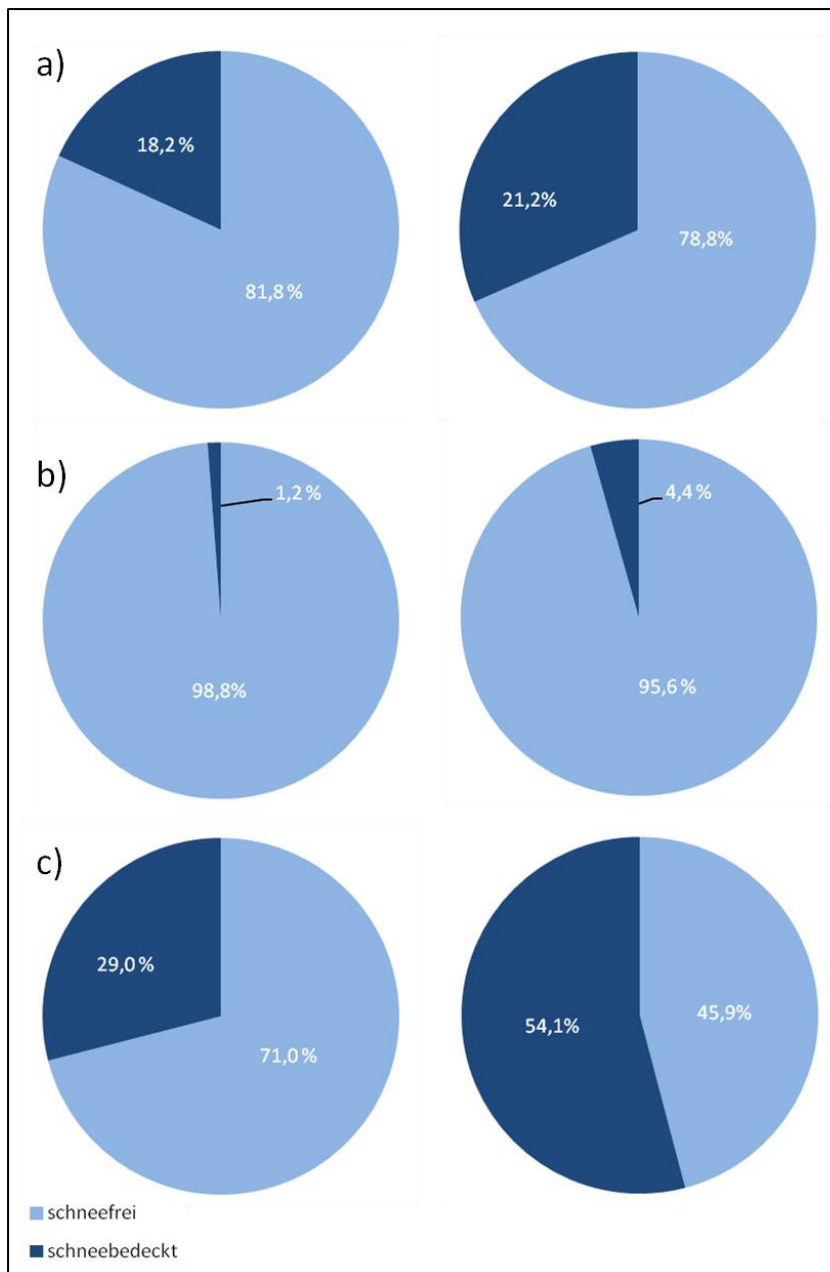 a)
18,2 %
81,8 %
21,2%
78,8%
b)
1,2 %
98,8%
4,4 %
95,6 %
c)
29,0 %
71,0 %
54,1%
45,9%
schneefrei
schneebedeckt